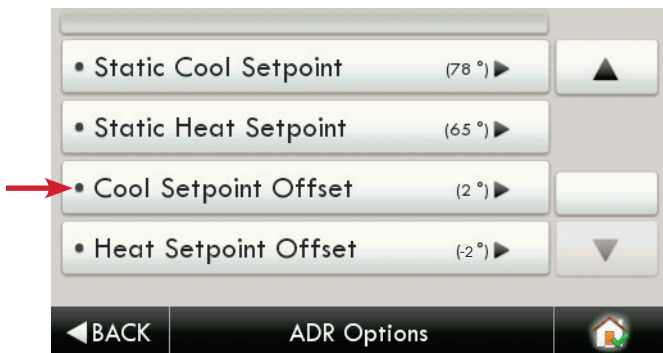 • Static Cool Setpoint (78 °)▶
• Static Heat Setpoint (65 °)▶
• Cool Setpoint Offset (2 °)▶
• Heat Setpoint Offset (-2 °)▶
◀BACK ADR Options